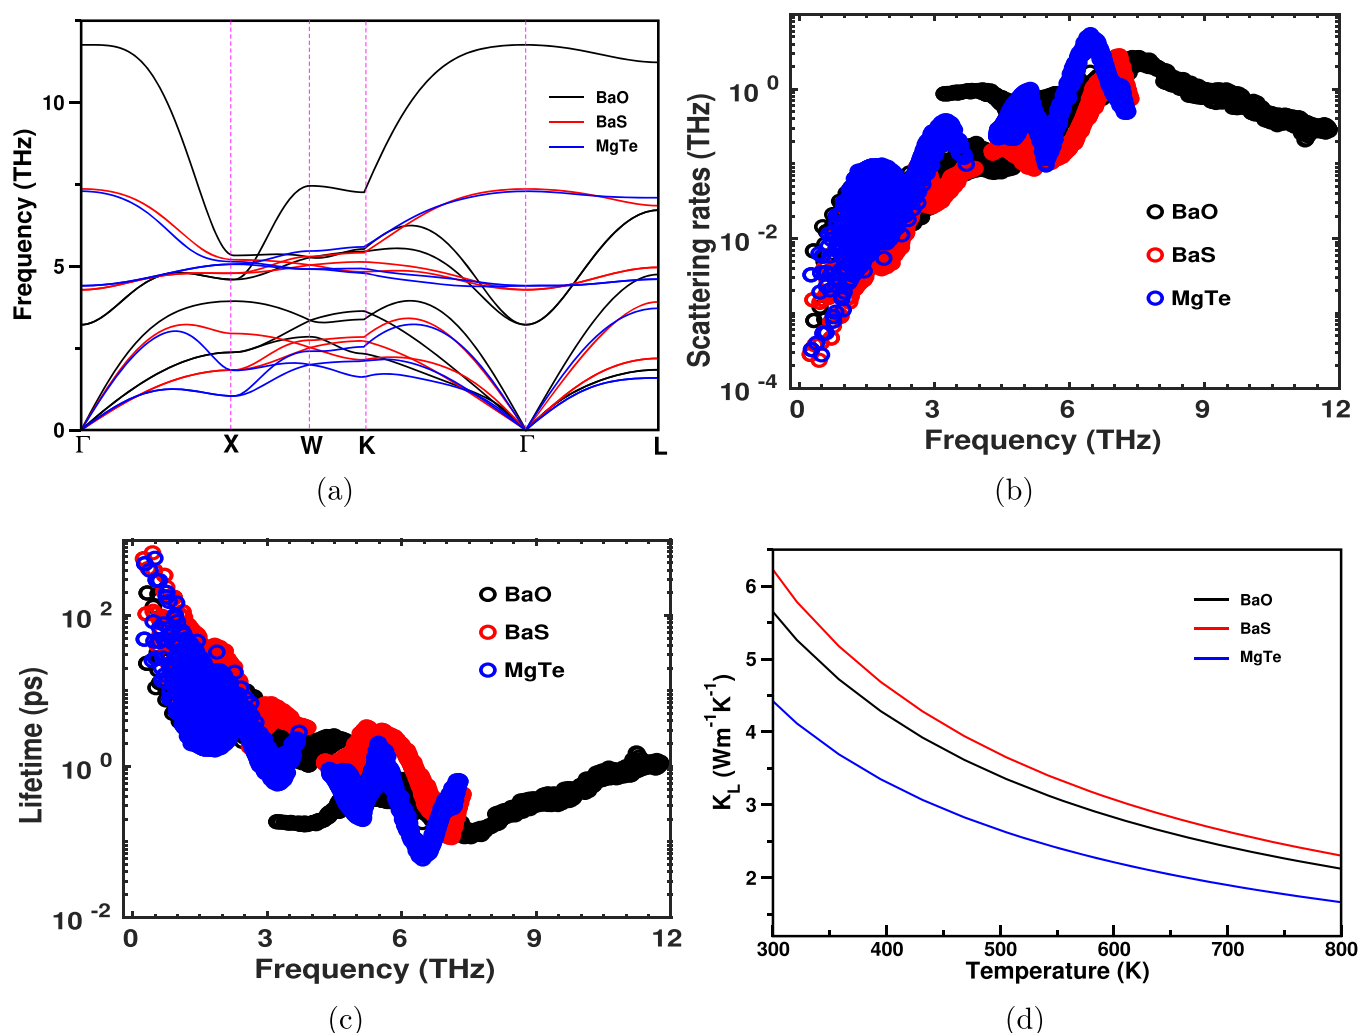 Frequency (THz)
10
5
0
BaO
BaS
MgTe
Γ X W K Γ L
(a)
Scattering rates (THz)
10^0
10^-2
10^-4
BaO
BaS
MgTe
0 3 6 9 12
Frequency (THz)
(b)
Lifetime (ps)
10^2
10^0
10^-2
BaO
BaS
MgTe
0 3 6 9 12
Frequency (THz)
(c)
K_L (Wm^-1K^-1)
6
5
4
3
2
BaO
BaS
MgTe
300 400 500 600 700 800
Temperature (K)
(d)